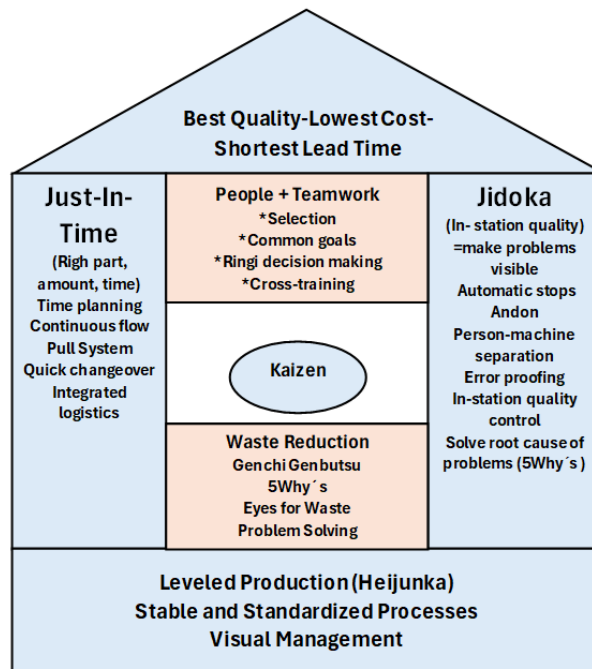 Best Quality-Lowest Cost-
Shortest Lead Time
Just-In-
Time
(Righ part,
amount, time)
Time planning
Continuous flow
Pull System
Quick changeover
Integrated
logistics
People + Teamwork
*Selection
*Common goals
*Ringi decision making
*Cross-training
Kaizen
Waste Reduction
Genchi Genbutsu
5Why´s
Eyes for Waste
Problem Solving
Jidoka
(In- station quality)
=make problems
visible
Automatic stops
Andon
Person-machine
separation
Error proofing
In-station quality
control
Solve root cause of
problems (5Why´s )
Leveled Production (Heijunka)
Stable and Standardized Processes
Visual Management